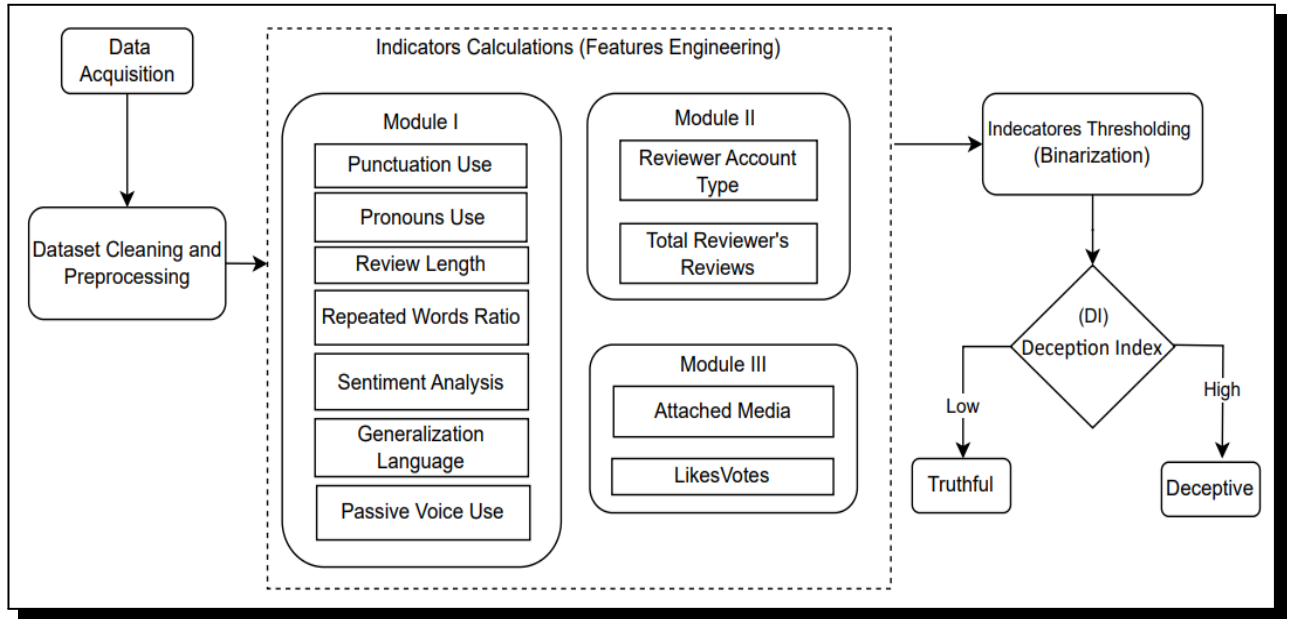 Data
Acquisition
Dataset Cleaning and
Preprocessing
Indicators Calculations (Features Engineering)
Module I
Punctuation Use
Pronouns Use
Review Length
Repeated Words Ratio
Sentiment Analysis
Generalization
Language
Passive Voice Use
Module II
Reviewer Account
Type
Total Reviewer's
Reviews
Module III
Attached Media
LikesVotes
Indecatores Thresholding
(Binarization)
(DI)
Deception Index
Low
High
Truthful
Deceptive